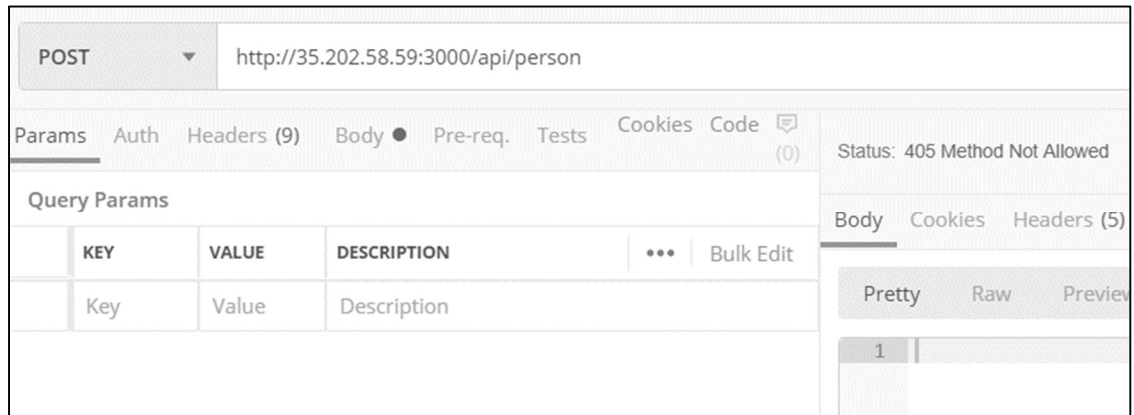 POST http://35.202.58.59:3000/api/person
Params Auth Headers (9) Body Pre-req. Tests Cookies Code (0)
Status: 405 Method Not Allowed
Query Params
KEY VALUE DESCRIPTION ••• Bulk Edit
Key Value Description
Body Cookies Headers (5)
Pretty Raw Preview
1